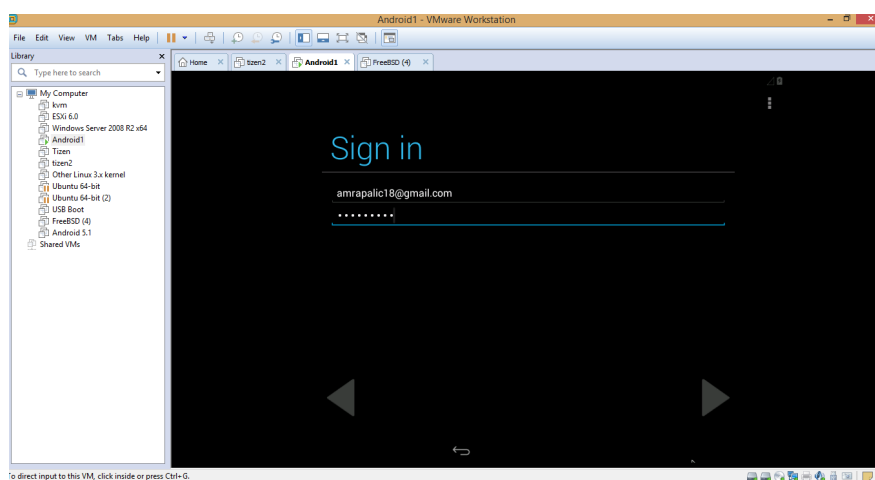 Android1 - VMware Workstation
File Edit View VM Tabs Help
Library
Type here to search
Home
tizen2
Android1
FreeBSD (4)
My Computer
kvm
ESXi 6.0
Windows Server 2008 R2 x64
Android1
Tizen
tizen2
Other Linux 3.x kernel
Ubuntu 64-bit
Ubuntu 64-bit (2)
USB Boot
FreeBSD (4)
Android 5.1
Shared VMs
Sign in
amrapalic18@gmail.com
•••••••••
To direct input to this VM, click inside or press Ctrl+G.